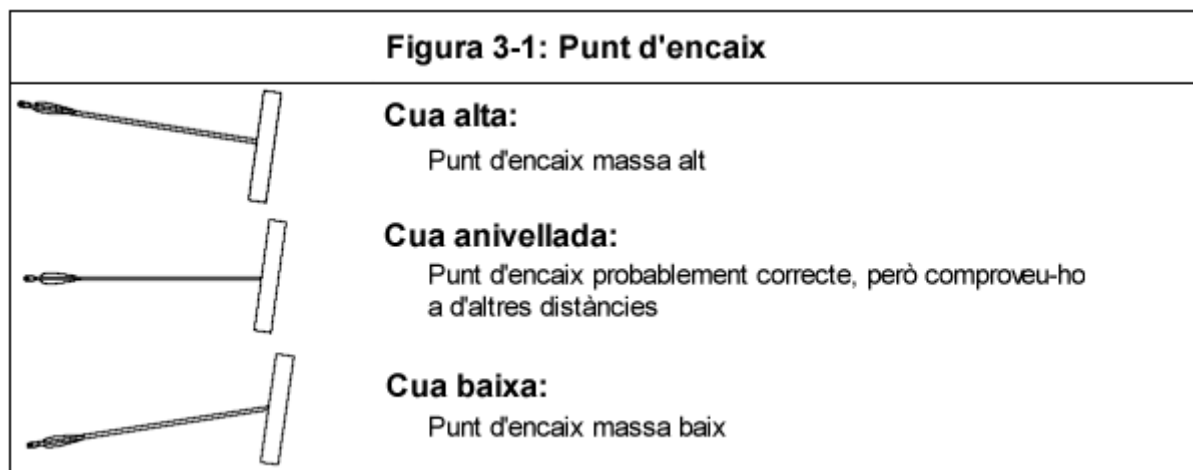 Figura 3-1: Punt d'encaix
Cua alta:
Punt d'encaix massa alt
Cua anivellada:
Punt d'encaix probablement correcte, però comproveu-ho
a d'altres distàncies
Cua baixa:
Punt d'encaix massa baix